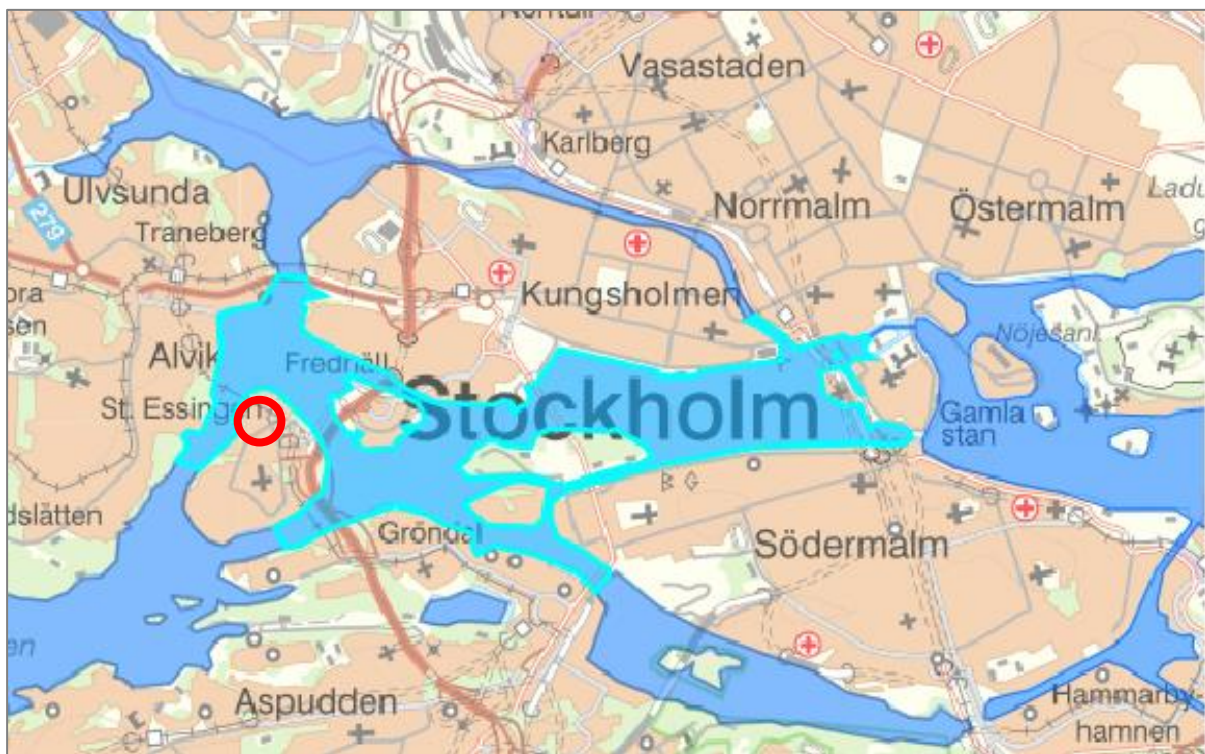 Vasastaden
Karlberg
Ulvsunda
Traneberg
279
Norrmalm
Östermalm
Kungsholmen
Alvik
Fredhäll
St. Essingen
Stockholm
Gamla
stan
Gröndal
Södermalm
Aspudden
Hammarby-
hamnen